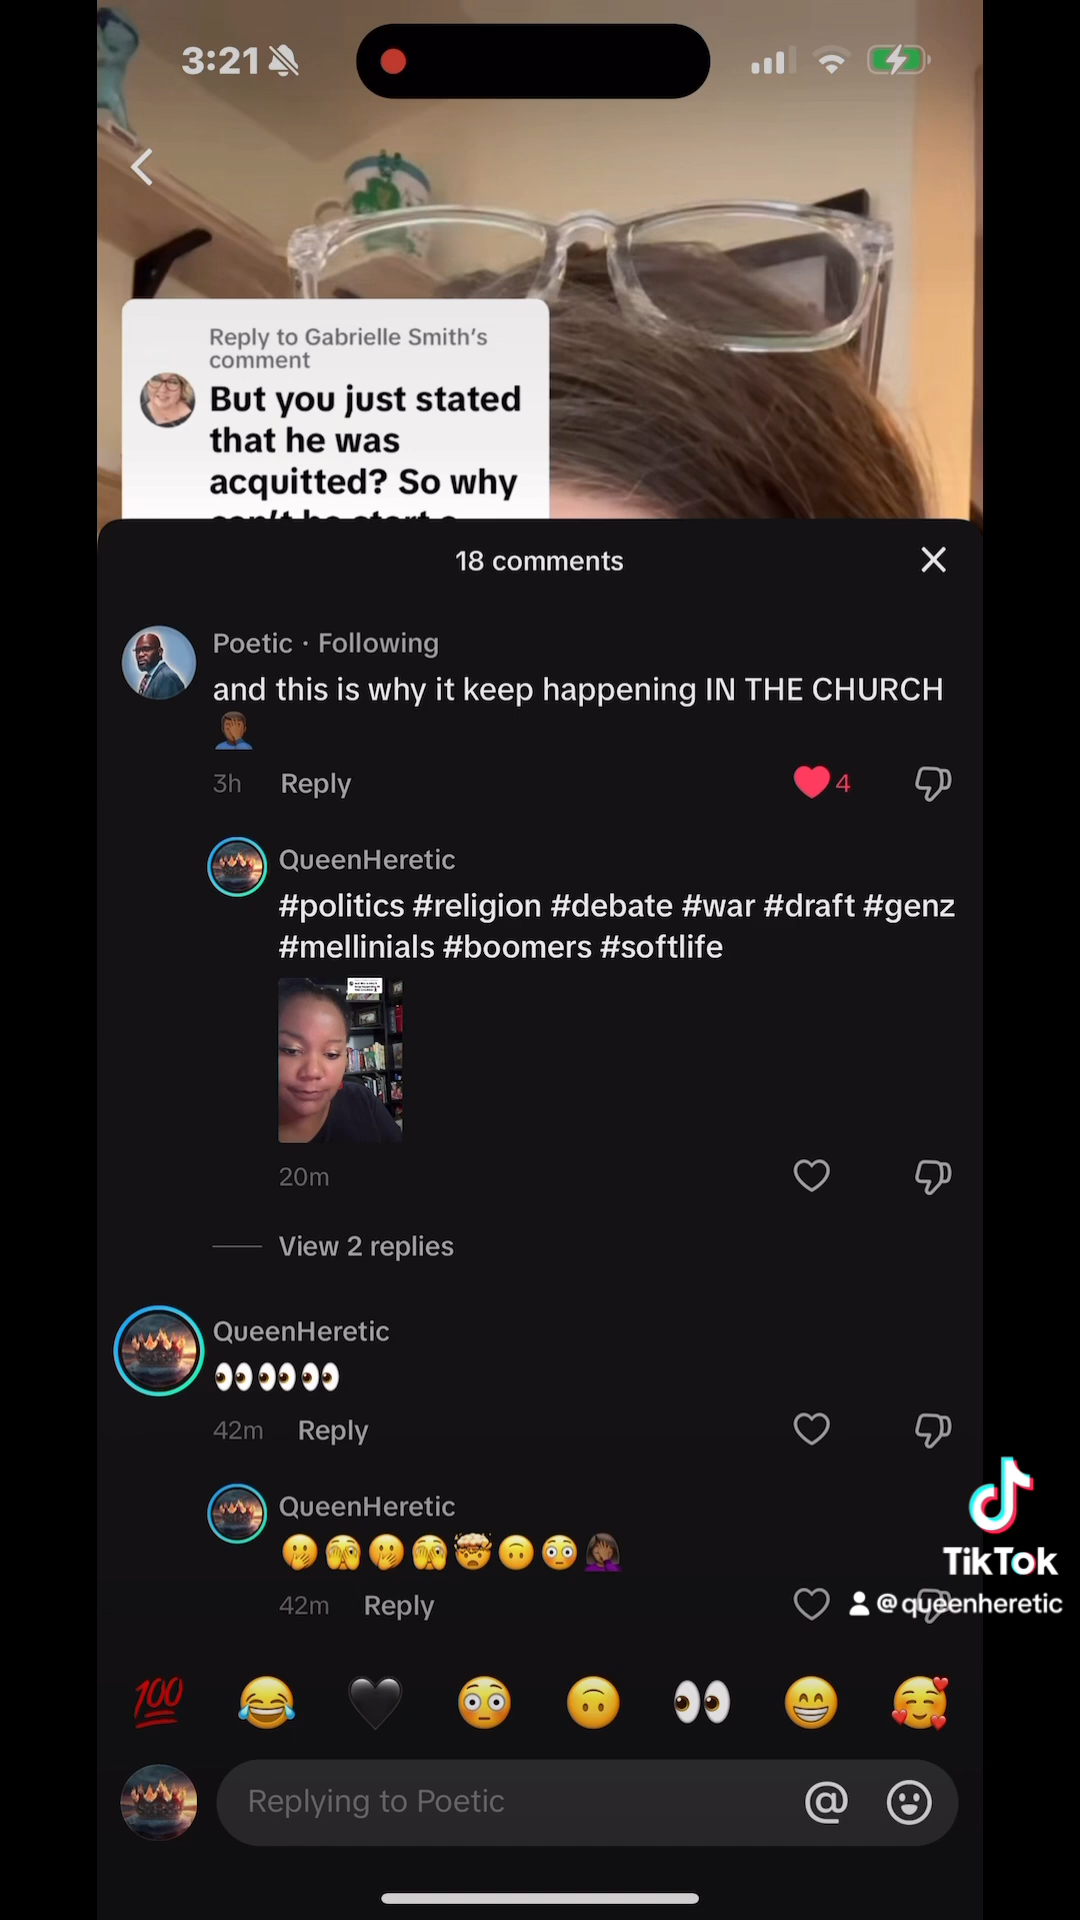 3:21
Reply to Gabrielle Smith's
comment
But you just stated
that he was
acquitted? So why
can't he start a
18 comments
Poetic · Following
and this is why it keep happening IN THE CHURCH
🤦🏾‍♂️
3h Reply 4
QueenHeretic
#politics #religion #debate #war #draft #genz
#mellinials #boomers #softlife
20m
View 2 replies
QueenHeretic
👀👀👀
42m Reply
QueenHeretic
🫢🫣🫢🫣🤯🙃😳🤦🏾‍♀️
42m Reply
TikTok
@queenheretic
💯 😂 🖤 😳 🙃 👀 😁 🥰
Replying to Poetic @